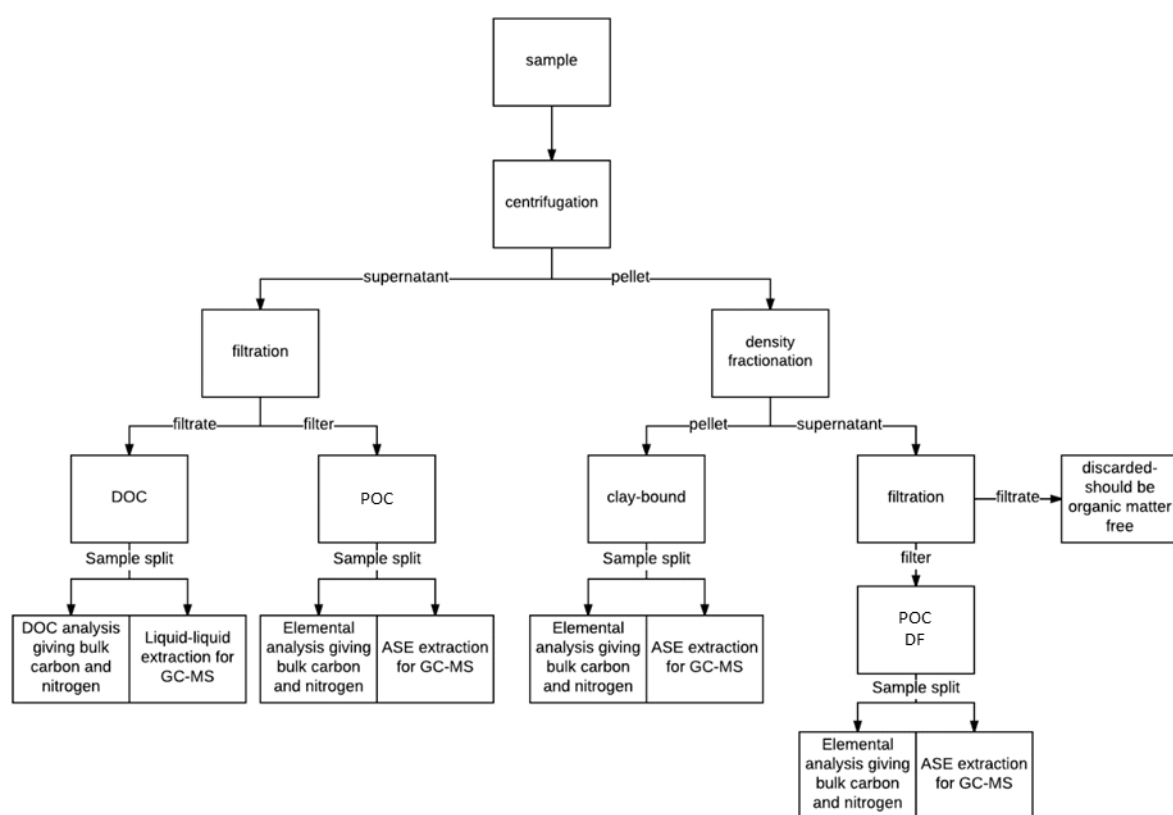 sample
centrifugation
supernatant
pellet
filtration
density
fractionation
filtrate
filter
pellet
supernatant
DOC
POC
clay-bound
filtration
filtrate
discarded-
should be
organic matter
free
Sample split
Sample split
Sample split
filter
DOC analysis
giving bulk
carbon and
nitrogen
Liquid-liquid
extraction for
GC-MS
Elemental
analysis giving
bulk carbon
and nitrogen
ASE extraction
for GC-MS
Elemental
analysis giving
bulk carbon
and nitrogen
ASE extraction
for GC-MS
POC
DF
Sample split
Elemental
analysis giving
bulk carbon
and nitrogen
ASE extraction
for GC-MS